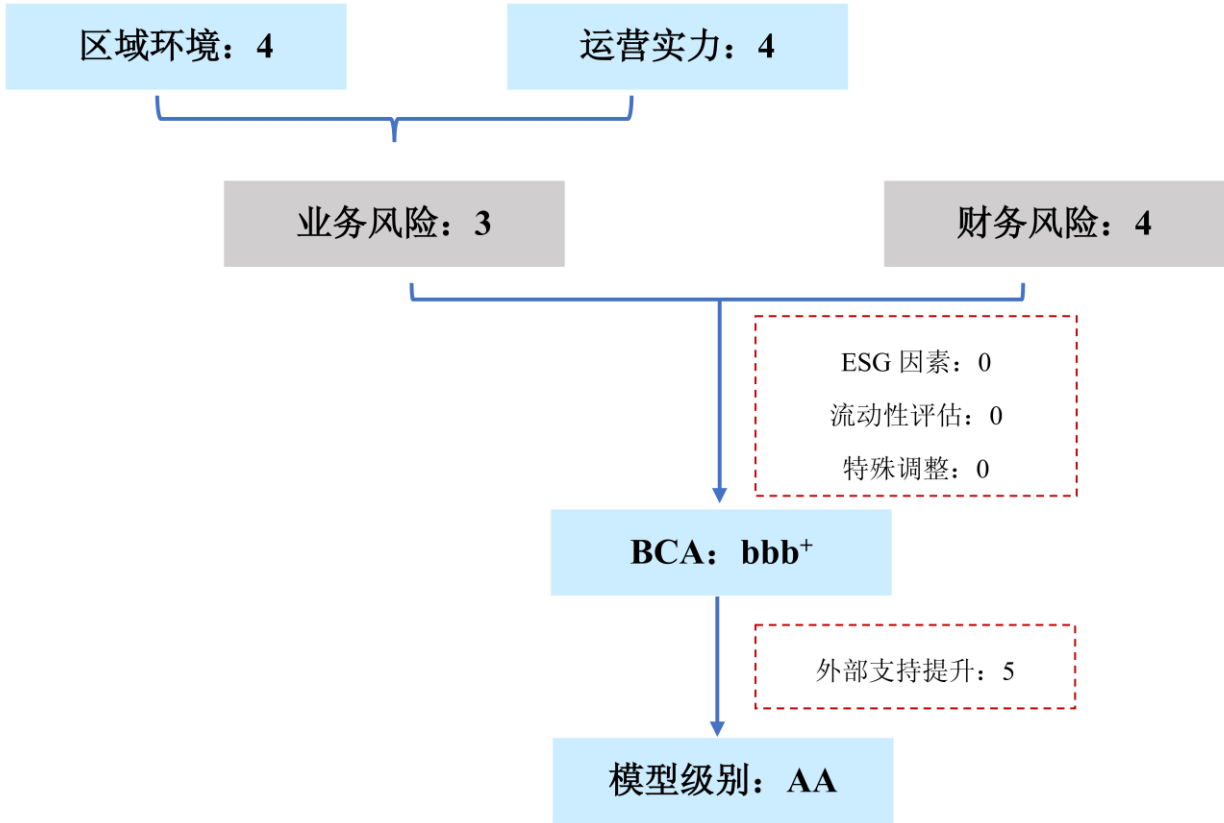 区域环境：4
运营实力：4
业务风险：3
财务风险：4
ESG 因素：0
流动性评估：0
特殊调整：0
BCA：bbb⁺
外部支持提升：5
模型级别：AA